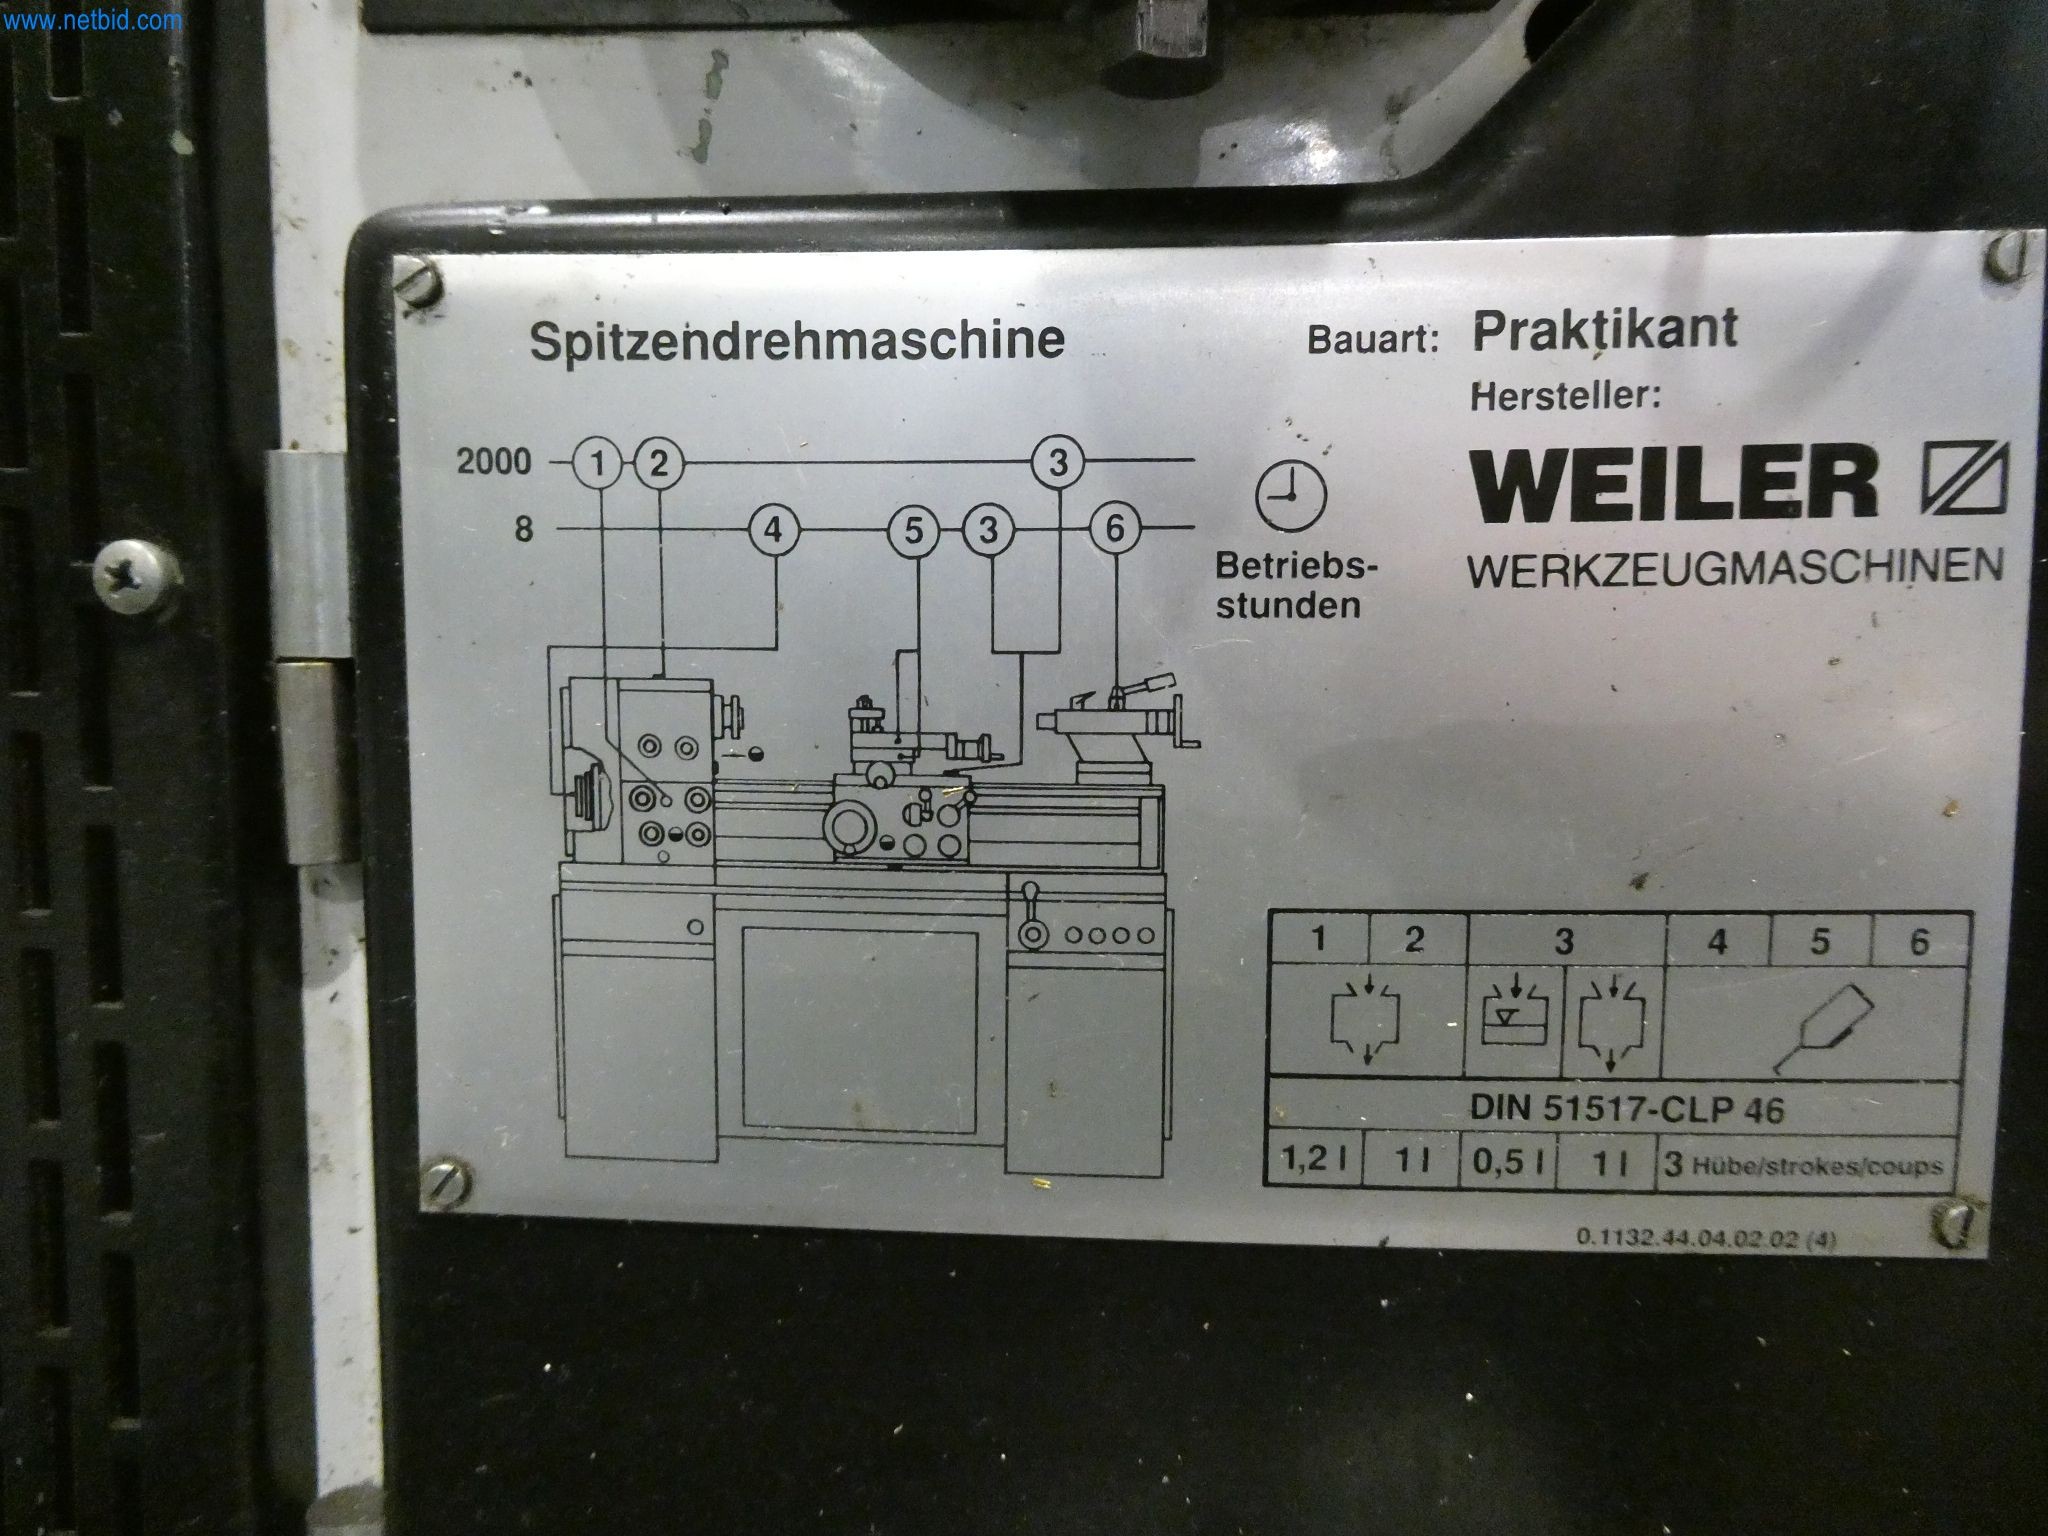 www.netbid.com
Spitzendrehmaschine
Bauart: Praktikant
Hersteller:
WEILER
WERKZEUGMASCHINEN
2000 1 2 3
8 4 5 3 6
Betriebs-
stunden
1 2 3 4 5 6
DIN 51517-CLP 46
1,2 l 1 l 0,5 l 1 l 3 Hübe/strokes/coups
0.1132.44.04.02.02 (4)